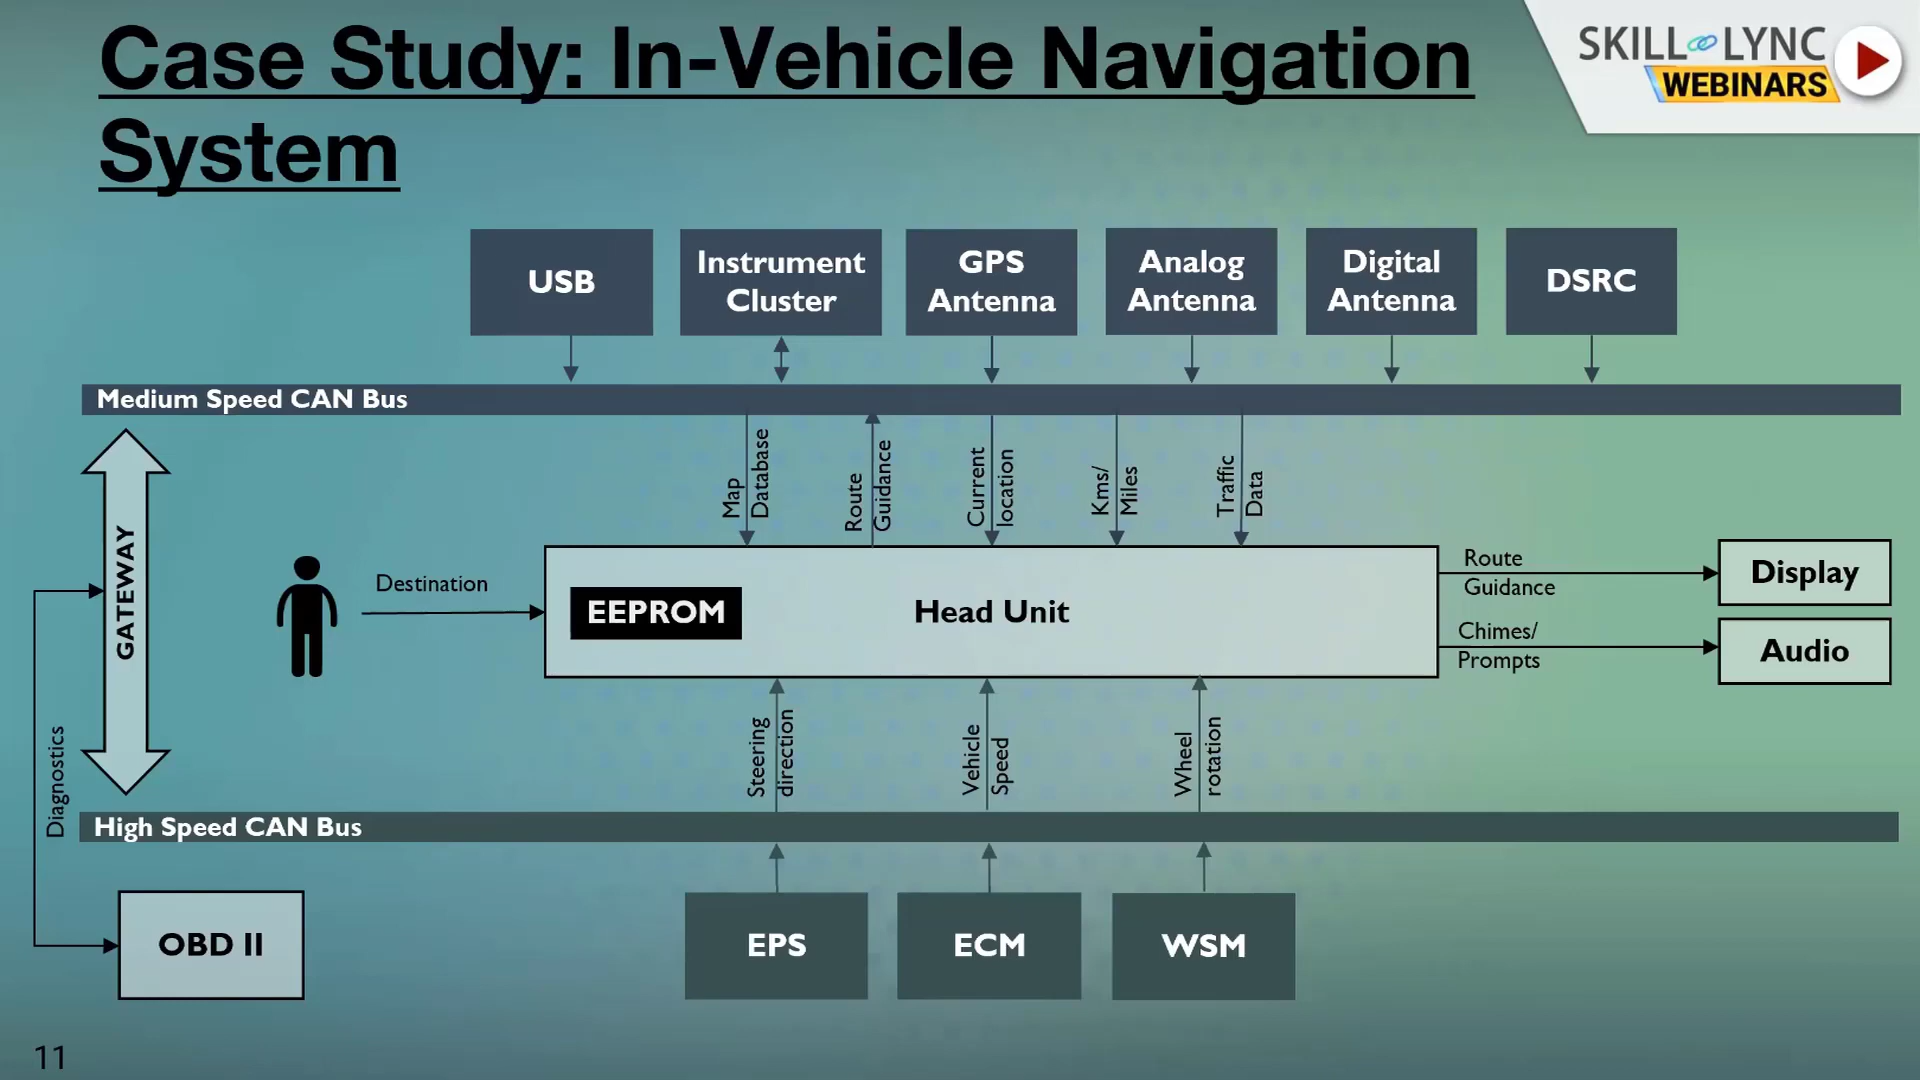 Case Study: In-Vehicle Navigation
System
SKILL LYNC
WEBINARS
USB
Instrument
Cluster
GPS
Antenna
Analog
Antenna
Digital
Antenna
DSRC
Medium Speed CAN Bus
Map
Database
Route
Guidance
Current
location
Kms/
Miles
Traffic
Data
GATEWAY
Destination
EEPROM
Head Unit
Route
Guidance
Display
Chimes/
Prompts
Audio
Diagnostics
Steering
direction
Vehicle
Speed
Wheel
rotation
High Speed CAN Bus
OBD II
EPS
ECM
WSM
11